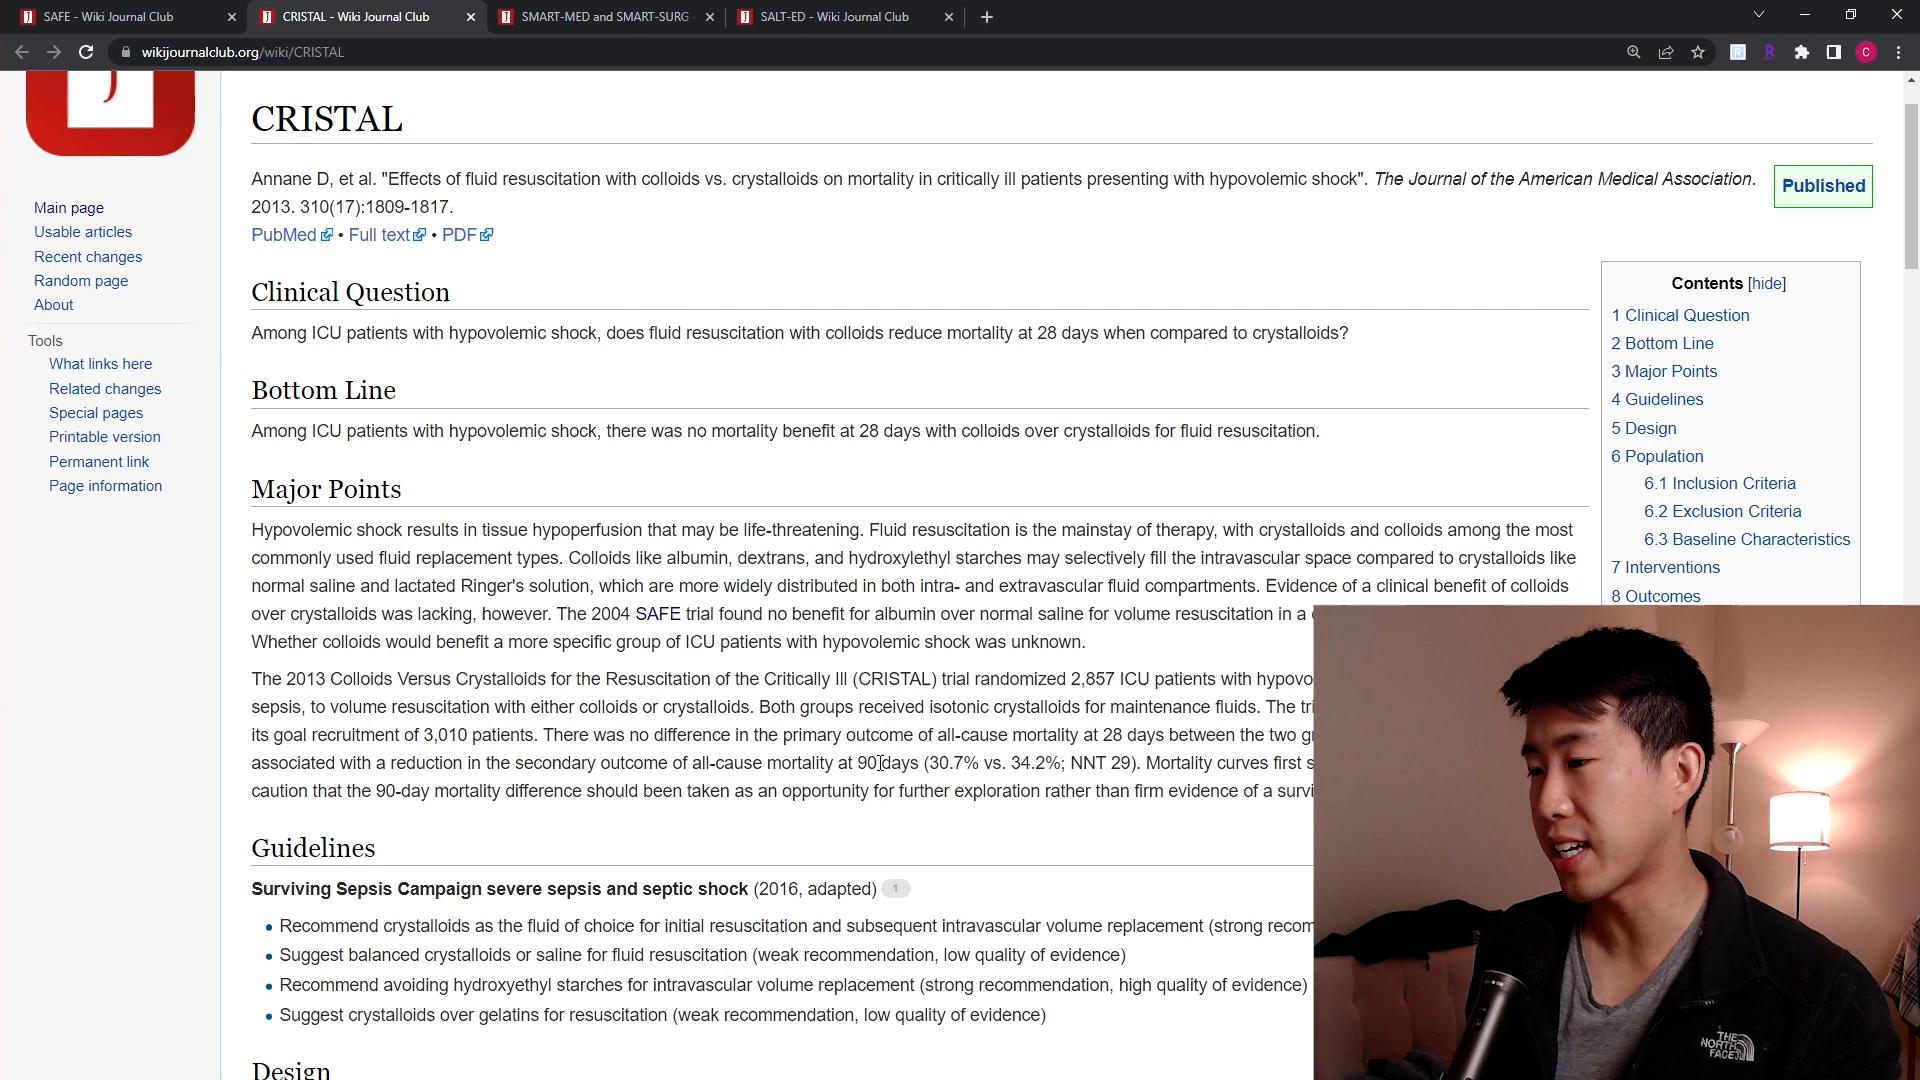 SAFE - Wiki Journal Club
CRISTAL - Wiki Journal Club
SMART-MED and SMART-SURG
SALT-ED - Wiki Journal Club
wikijournalclub.org/wiki/CRISTAL
C
J
CRISTAL
Annane D, et al. "Effects of fluid resuscitation with colloids vs. crystalloids on mortality in critically ill patients presenting with hypovolemic shock". The Journal of the American Medical Association.
2013. 310(17):1809-1817.
PubMed • Full text • PDF
Published
Main page
Usable articles
Recent changes
Random page
About
Tools
What links here
Related changes
Special pages
Printable version
Permanent link
Page information
Clinical Question
Among ICU patients with hypovolemic shock, does fluid resuscitation with colloids reduce mortality at 28 days when compared to crystalloids?
Bottom Line
Among ICU patients with hypovolemic shock, there was no mortality benefit at 28 days with colloids over crystalloids for fluid resuscitation.
Major Points
Hypovolemic shock results in tissue hypoperfusion that may be life-threatening. Fluid resuscitation is the mainstay of therapy, with crystalloids and colloids among the most
commonly used fluid replacement types. Colloids like albumin, dextrans, and hydroxylethyl starches may selectively fill the intravascular space compared to crystalloids like
normal saline and lactated Ringer's solution, which are more widely distributed in both intra- and extravascular fluid compartments. Evidence of a clinical benefit of colloids
over crystalloids was lacking, however. The 2004 SAFE trial found no benefit for albumin over normal saline for volume resuscitation in a
Whether colloids would benefit a more specific group of ICU patients with hypovolemic shock was unknown.
The 2013 Colloids Versus Crystalloids for the Resuscitation of the Critically Ill (CRISTAL) trial randomized 2,857 ICU patients with hypovo
sepsis, to volume resuscitation with either colloids or crystalloids. Both groups received isotonic crystalloids for maintenance fluids. The tri
its goal recruitment of 3,010 patients. There was no difference in the primary outcome of all-cause mortality at 28 days between the two g
associated with a reduction in the secondary outcome of all-cause mortality at 90 days (30.7% vs. 34.2%; NNT 29). Mortality curves first s
caution that the 90-day mortality difference should been taken as an opportunity for further exploration rather than firm evidence of a survi
Guidelines
Surviving Sepsis Campaign severe sepsis and septic shock (2016, adapted) 1
• Recommend crystalloids as the fluid of choice for initial resuscitation and subsequent intravascular volume replacement (strong recom
• Suggest balanced crystalloids or saline for fluid resuscitation (weak recommendation, low quality of evidence)
• Recommend avoiding hydroxyethyl starches for intravascular volume replacement (strong recommendation, high quality of evidence)
• Suggest crystalloids over gelatins for resuscitation (weak recommendation, low quality of evidence)
Design
Contents [hide]
1 Clinical Question
2 Bottom Line
3 Major Points
4 Guidelines
5 Design
6 Population
6.1 Inclusion Criteria
6.2 Exclusion Criteria
6.3 Baseline Characteristics
7 Interventions
8 Outcomes
THE
NORTH
FACE